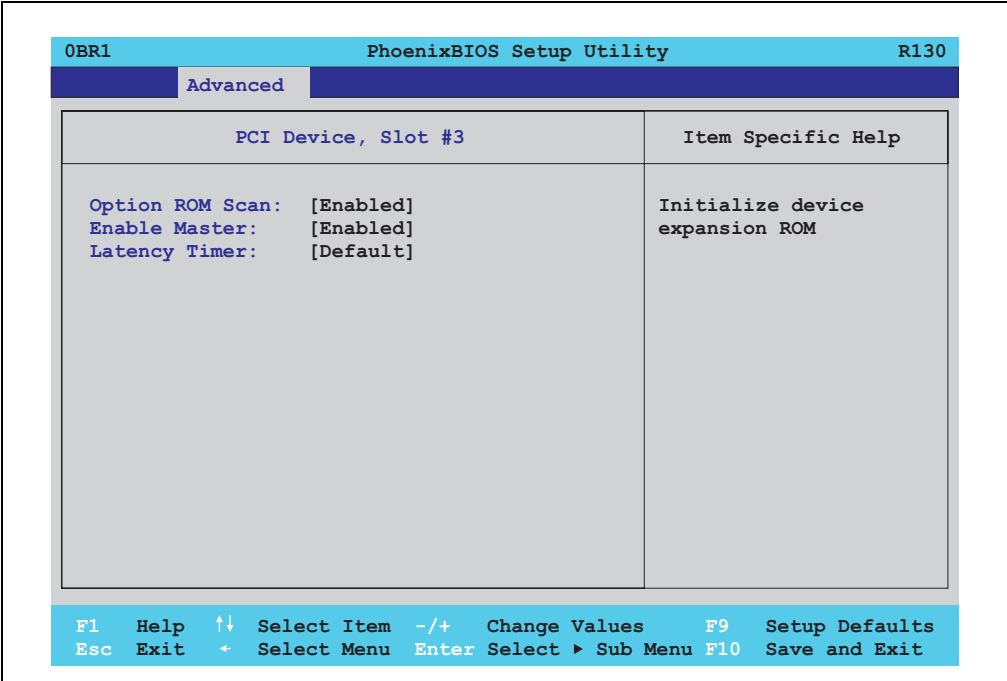 0BR1 PhoenixBIOS Setup Utility R130
Advanced
PCI Device, Slot #3 Item Specific Help
Option ROM Scan: [Enabled] Initialize device
Enable Master: [Enabled] expansion ROM
Latency Timer: [Default]
F1 Help ↑↓ Select Item -/+ Change Values F9 Setup Defaults
Esc Exit ← Select Menu Enter Select ▶ Sub Menu F10 Save and Exit